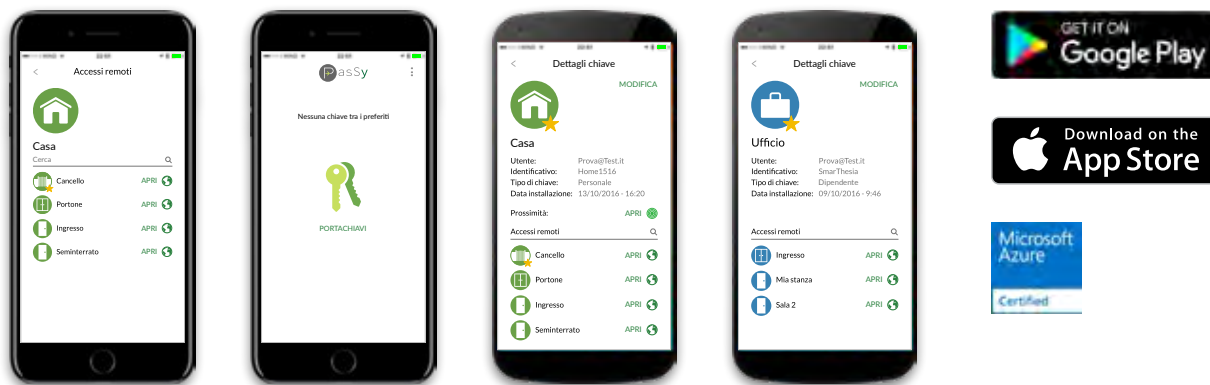 Accessi remoti
Casa
Cerca
Cancello APRI
Portone APRI
Ingresso APRI
Seminterrato APRI
PasSy
Nessuna chiave tra i preferiti
PORTACHIAVI
Dettagli chiave
MODIFICA
Casa
Utente: Prova@Test.it
Identificativo: Home1516
Tipo di chiave: Personale
Data installazione: 13/10/2016 - 16:20
Prossimità: APRI
Accessi remoti
Cancello APRI
Portone APRI
Ingresso APRI
Seminterrato APRI
Dettagli chiave
MODIFICA
Ufficio
Utente: Prova@Test.it
Identificativo: SmarThesia
Tipo di chiave: Dipendente
Data installazione: 09/10/2016 - 9:46
Accessi remoti
Ingresso APRI
Mia stanza APRI
Sala 2 APRI
GET IT ON
Google Play
Download on the
App Store
Microsoft
Azure
Certified